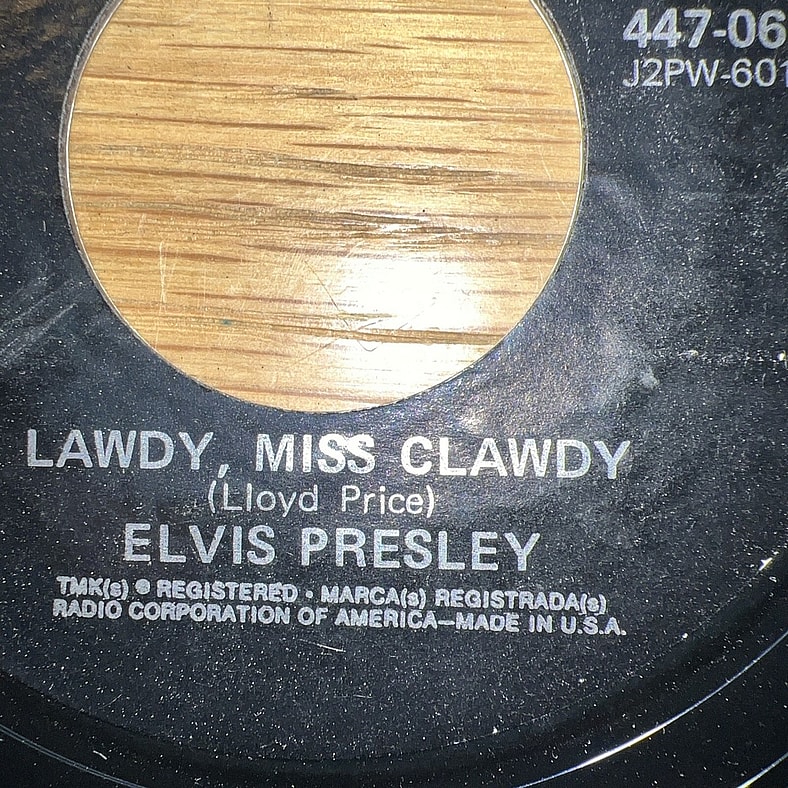 447-06
J2PW-601
LAWDY, MISS CLAWDY
(Lloyd Price)
ELVIS PRESLEY
TMK(s) ® REGISTERED • MARCA(s) REGISTRADA(s)
RADIO CORPORATION OF AMERICA—MADE IN U.S.A.